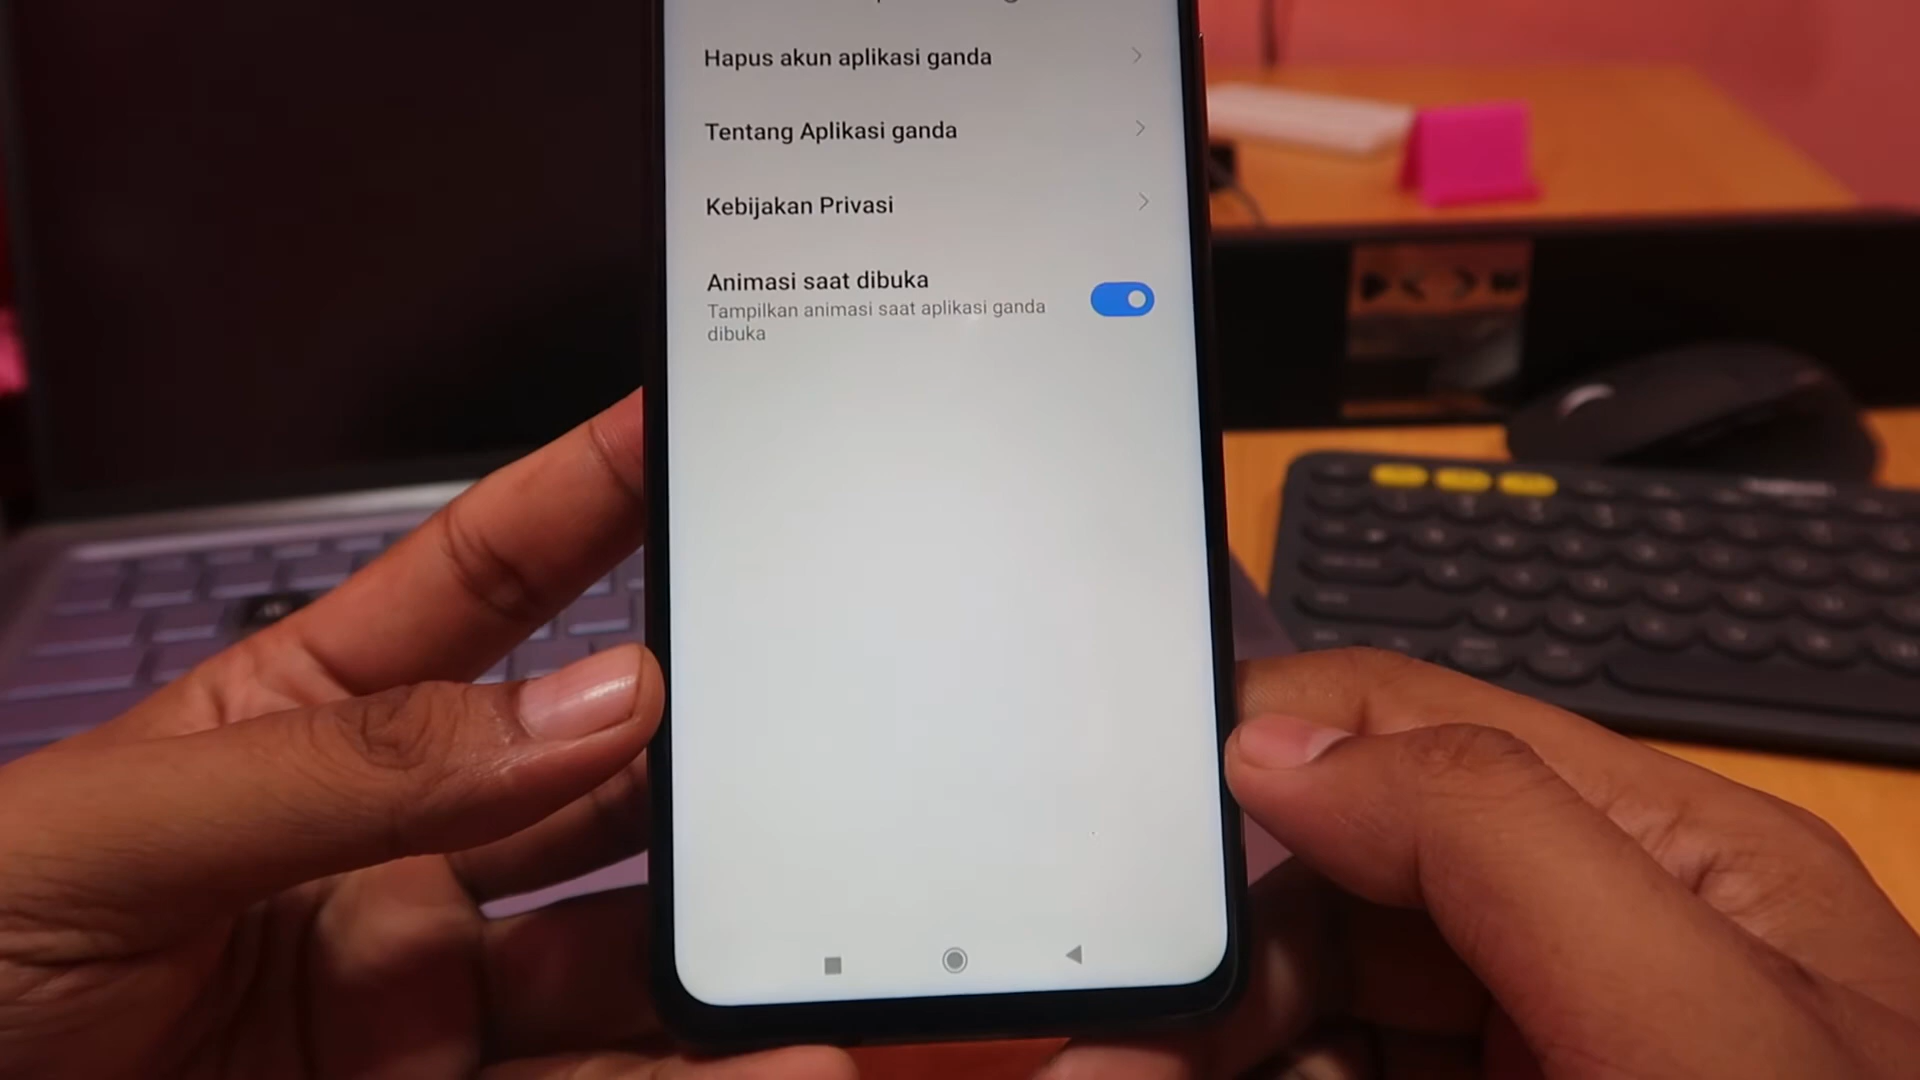 Hapus akun aplikasi ganda
Tentang Aplikasi ganda
Kebijakan Privasi
Animasi saat dibuka
Tampilkan animasi saat aplikasi ganda
dibuka